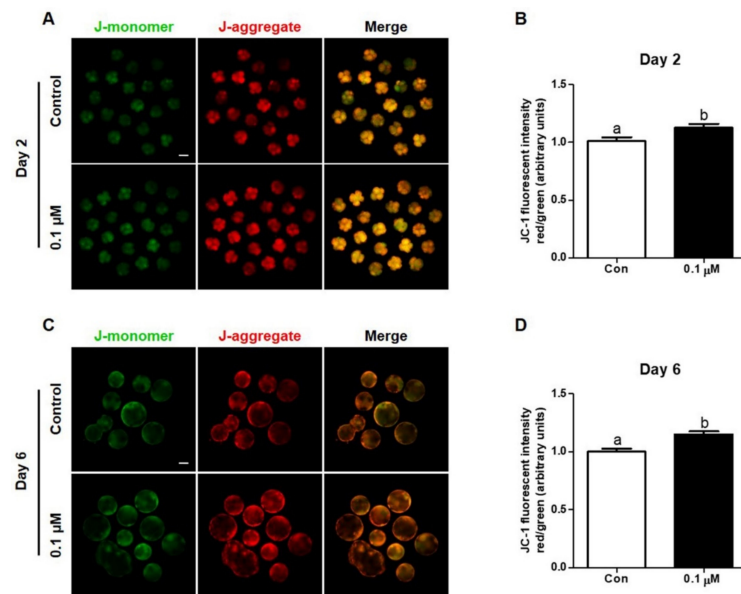 A
J-monomer J-aggregate Merge
Day 2
Control
0.1 µM
B
Day 2
JC-1 fluorescent intensity
red/green (arbitrary units)
1.5
1.0
0.5
0.0
a
b
Con 0.1 µM
C
J-monomer J-aggregate Merge
Day 6
Control
0.1 µM
D
Day 6
JC-1 fluorescent intensity
red/green (arbitrary units)
1.5
1.0
0.5
0.0
a
b
Con 0.1 µM